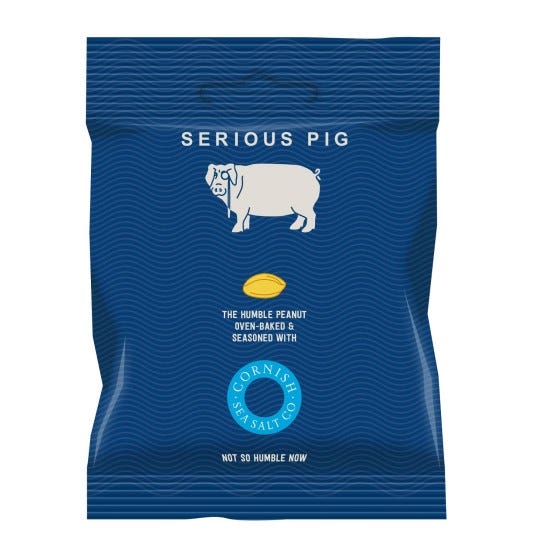 SERIOUS PIG
THE HUMBLE PEANUT
OVEN-BAKED &
SEASONED WITH
CORNISH
SEA SALT CO
NOT SO HUMBLE NOW